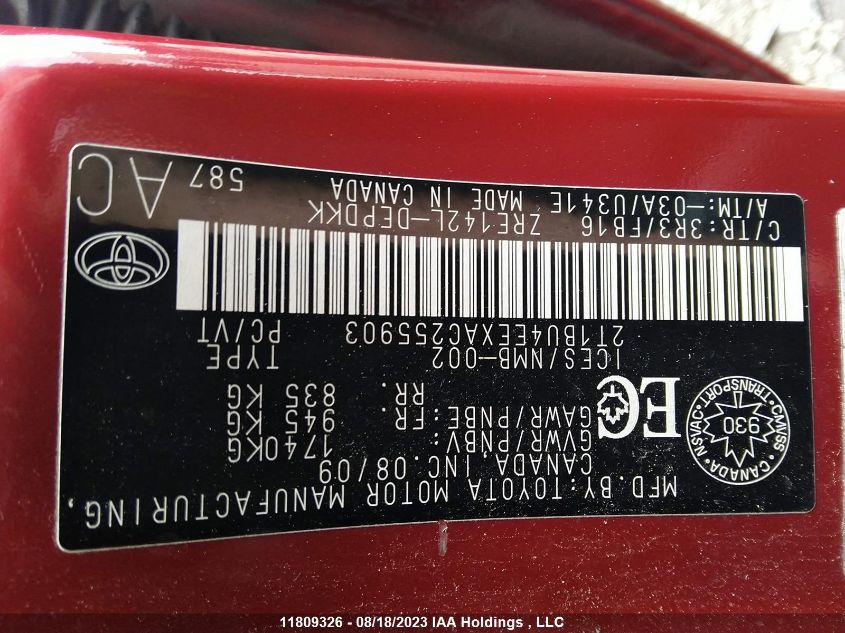 MFD.BY:TOYOTA MOTOR MANUFACTURING,
CANADA,INC. 08/09
GVWR/PNBV: 1740KG
GAWR/PNBE:FR. 945 KG
RR. 835 KG
EC
ICES/NMB-002 TYPE PC/VT
2T1BU4EEXAC255903
C/TR:3R3/FB16 ZRE142L-DEPDKK
A/TM:-03A/U341E MADE IN CANADA
587
AC
CMVSS · TRANSPORT · NSVAC · CANADA
930
11809326 - 08/18/2023 IAA Holdings , LLC